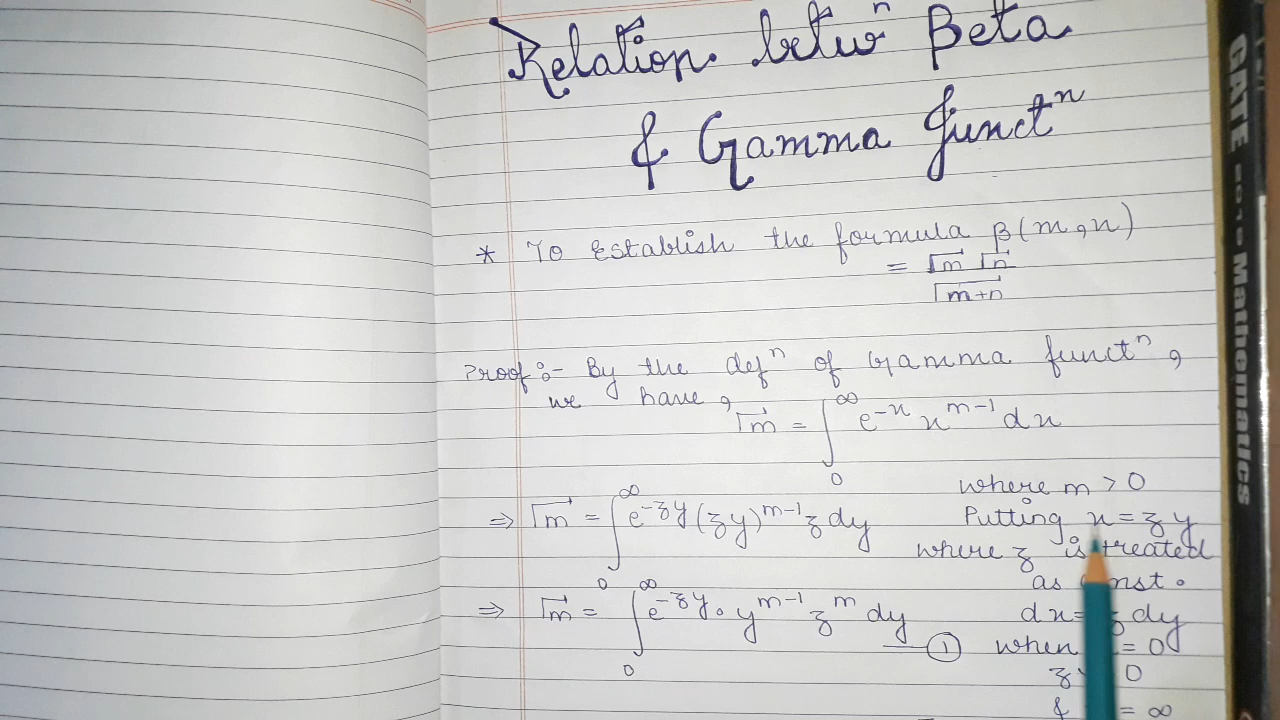 Relation betwⁿ Beta
& Gamma functⁿ
* To Establish the formula β(m,n)
= Γm Γn
Γm+n
Proof:- By the defⁿ of Gamma functⁿ,
we have,
Γm = ∫₀^∞ e^{-x} x^{m-1} dx
where m > 0
⇒ Γm = ∫₀^∞ e^{-zy} (zy)^{m-1} z dy
Putting x = zy
where z is treated
as
⇒ Γm = ∫₀^∞ e^{-zy} . y^{m-1} z^m dy — ①
dx = z dy
when = 0
0
& = ∞
GATE Mathematics